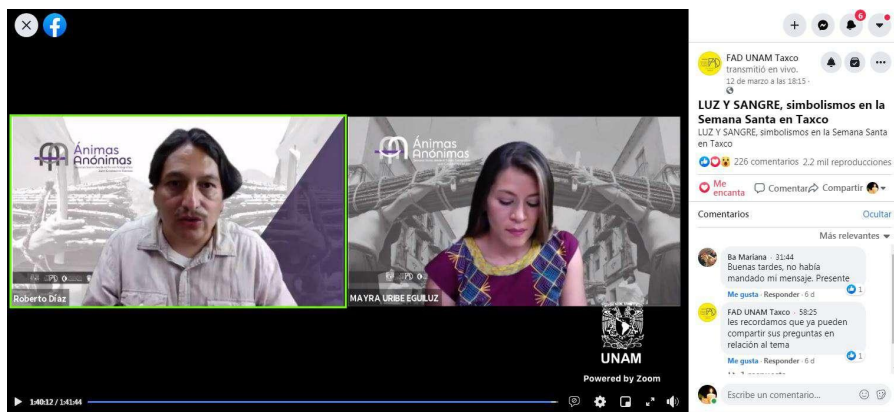 Ánimas
Anónimas
Roberto Díaz
Ánimas
Anónimas
MAYRA URIBE EGUILUZ
UNAM
Powered by Zoom
1:40:12 / 1:41:44
6
FAD UNAM Taxco
transmitió en vivo.
12 de marzo a las 18:15 ·
LUZ Y SANGRE, simbolismos en la
Semana Santa en Taxco
LUZ Y SANGRE, simbolismos en la Semana Santa
en Taxco
226 comentarios 2.2 mil reproducciones
Me
encanta
Comentar
Compartir
Comentarios
Ocultar
Más relevantes
Ba Mariana · 31:44
Buenas tardes, no había
mandado mi mensaje. Presente
1
Me gusta · Responder · 6 d
FAD UNAM Taxco · 58:25
les recordamos que ya pueden
compartir sus preguntas en
relación al tema
1
Me gusta · Responder · 6 d
Escribe un comentario...